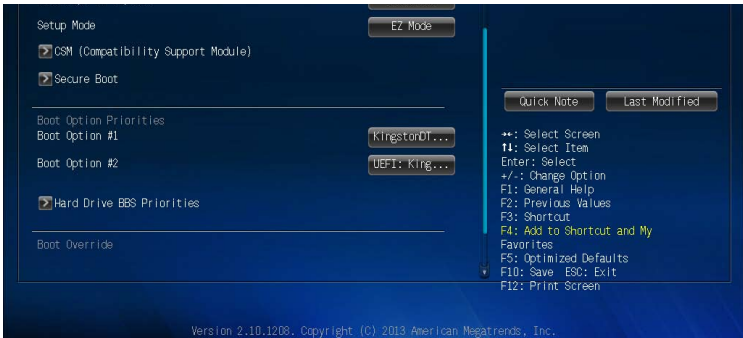 Setup Mode
EZ Mode
CSM (Compatibility Support Module)
Secure Boot
Boot Option Priorities
Boot Option #1
KingstonDT...
Boot Option #2
UEFI: King...
Hard Drive BBS Priorities
Boot Override
Quick Note
Last Modified
→←: Select Screen
↑↓: Select Item
Enter: Select
+/-: Change Option
F1: General Help
F2: Previous Values
F3: Shortcut
F4: Add to Shortcut and My
Favorites
F5: Optimized Defaults
F10: Save ESC: Exit
F12: Print Screen
Version 2.10.1208. Copyright (C) 2013 American Megatrends, Inc.